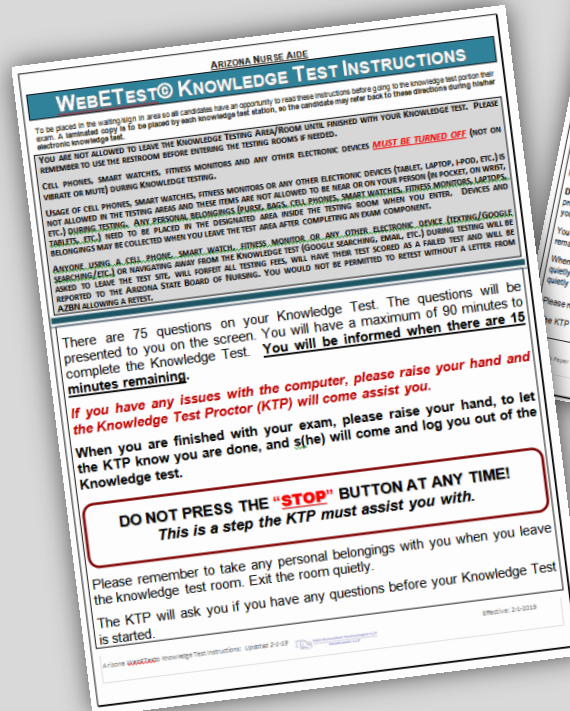 ARIZONA NURSE AIDE
WEBETEST© KNOWLEDGE TEST INSTRUCTIONS
To be placed in the waiting/sign in area so all candidates have an opportunity to read these instructions before going to the knowledge test portion their
exam. A laminated copy is to be placed by each knowledge test station, so the candidate may refer back to these directions during his/her
electronic knowledge test.
YOU ARE NOT ALLOWED TO LEAVE THE KNOWLEDGE TESTING AREA/ROOM UNTIL FINISHED WITH YOUR KNOWLEDGE TEST. PLEASE
REMEMBER TO USE THE RESTROOM BEFORE ENTERING THE TESTING ROOMS IF NEEDED.
CELL PHONES, SMART WATCHES, FITNESS MONITORS AND ANY OTHER ELECTRONIC DEVICES MUST BE TURNED OFF (NOT ON
VIBRATE OR MUTE) DURING KNOWLEDGE TESTING.
USAGE OF CELL PHONES, SMART WATCHES, FITNESS MONITORS OR ANY OTHER ELECTRONIC DEVICES (TABLET, LAPTOP, I-POD, ETC.) IS
NOT ALLOWED IN THE TESTING AREAS AND THESE ITEMS ARE NOT ALLOWED TO BE NEAR OR ON YOUR PERSON (IN POCKET, ON WRIST,
ETC.) DURING TESTING. ANY PERSONAL BELONGINGS (PURSE, BAGS, CELL PHONES, SMART WATCHES, FITNESS MONITORS, LAPTOPS,
TABLETS, ETC.) NEED TO BE PLACED IN THE DESIGNATED AREA INSIDE THE TESTING ROOM WHEN YOU ENTER. DEVICES AND
BELONGINGS MAY BE COLLECTED WHEN YOU LEAVE THE TEST AREA AFTER COMPLETING AN EXAM COMPONENT.
ANYONE USING A CELL PHONE, SMART WATCH, FITNESS MONITOR OR ANY OTHER ELECTRONIC DEVICE (TEXTING/GOOGLE
SEARCHING/ETC.) OR NAVIGATING AWAY FROM THE KNOWLEDGE TEST (GOOGLE SEARCHING, EMAIL, ETC.) DURING TESTING WILL BE
ASKED TO LEAVE THE TEST SITE, WILL FORFEIT ALL TESTING FEES, WILL HAVE THEIR TEST SCORED AS A FAILED TEST AND WILL BE
REPORTED TO THE ARIZONA STATE BOARD OF NURSING. YOU WOULD NOT BE PERMITTED TO RETEST WITHOUT A LETTER FROM
AZBN ALLOWING A RETEST.
There are 75 questions on your Knowledge Test. The questions will be
presented to you on the screen. You will have a maximum of 90 minutes to
complete the Knowledge Test. You will be informed when there are 15
minutes remaining.
If you have any issues with the computer, please raise your hand and
the Knowledge Test Proctor (KTP) will come assist you.
When you are finished with your exam, please raise your hand, to let
the KTP know you are done, and s(he) will come and log you out of the
Knowledge test.
DO NOT PRESS THE “STOP” BUTTON AT ANY TIME!
This is a step the KTP must assist you with.
Please remember to take any personal belongings with you when you leave
the knowledge test room. Exit the room quietly.
The KTP will ask you if you have any questions before your Knowledge Test
is started.
Arizona WebETest© Knowledge Test Instructions: Updated 2-1-19
Effective: 2-1-2019
You
rema
When
quietly
quietly
Please r
he KTP
Paper